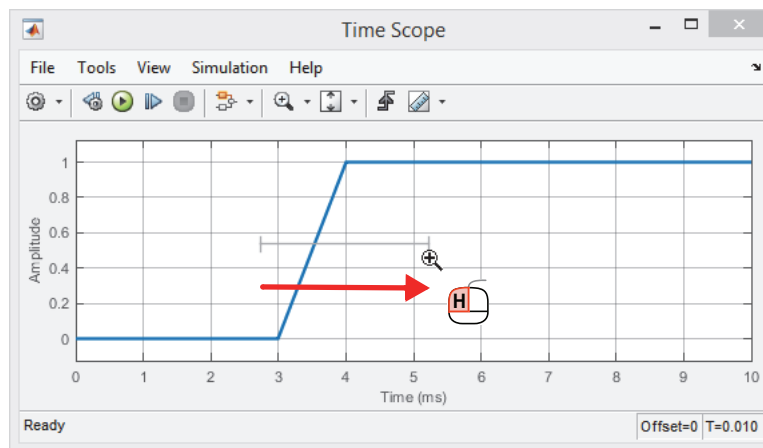 Time Scope
File Tools View Simulation Help
1
0.8
0.6
0.4
0.2
0
Amplitude
H
0 1 2 3 4 5 6 7 8 9 10
Time (ms)
Ready Offset=0 T=0.010